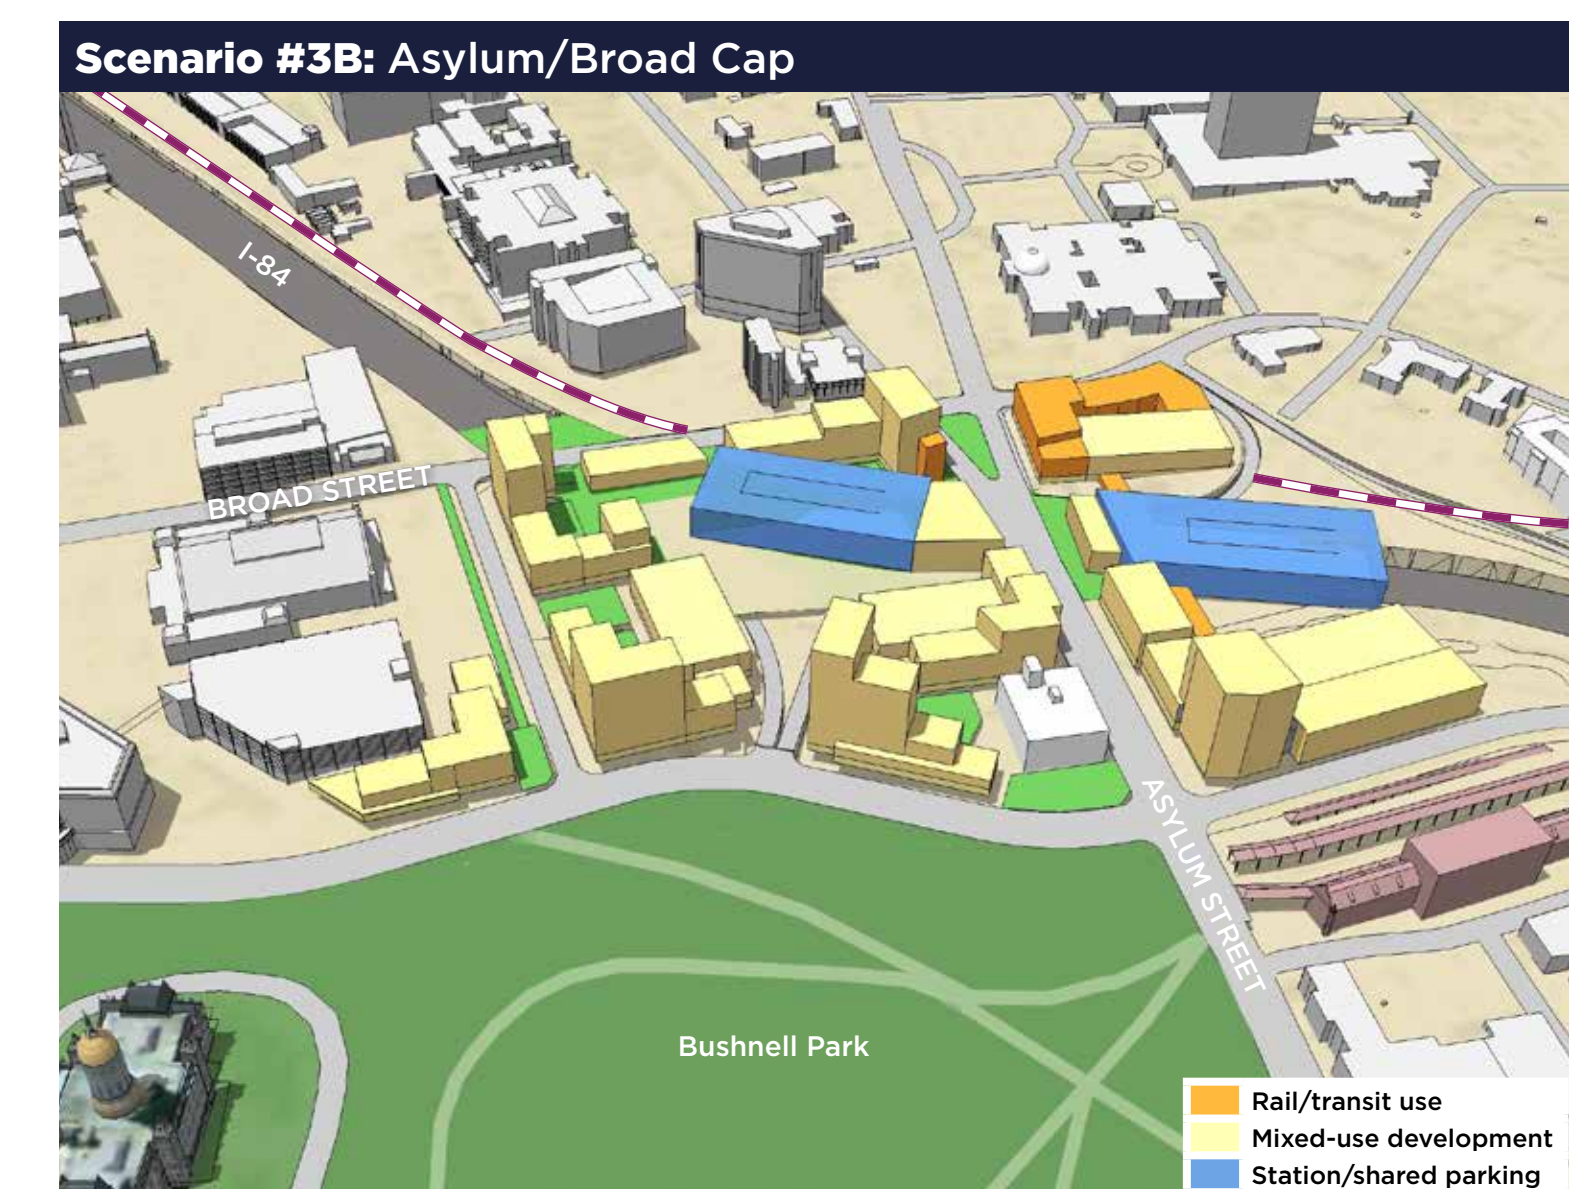 Scenario #3B: Asylum/Broad Cap
I-84
BROAD STREET
ASYLUM STREET
Bushnell Park
Rail/transit use
Mixed-use development
Station/shared parking